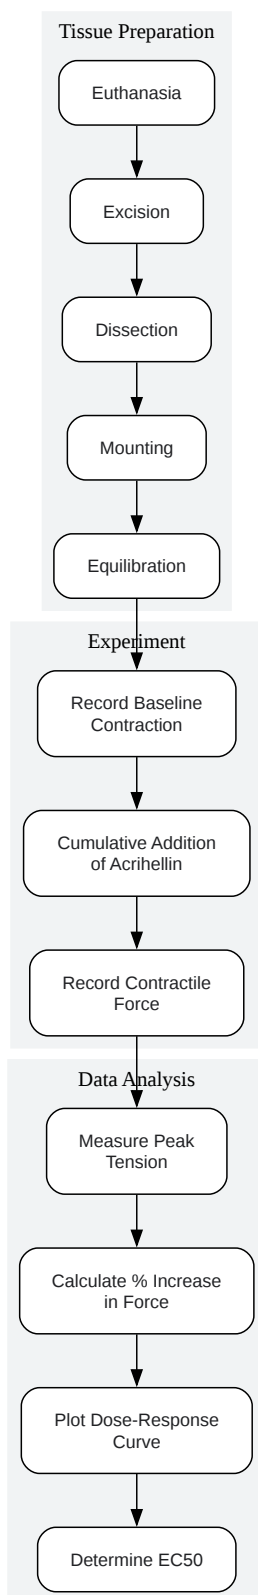 Tissue Preparation
Euthanasia
Excision
Dissection
Mounting
Equilibration
Experiment
Record Baseline
Contraction
Cumulative Addition
of Acrihellin
Record Contractile
Force
Data Analysis
Measure Peak
Tension
Calculate % Increase
in Force
Plot Dose-Response
Curve
Determine EC50